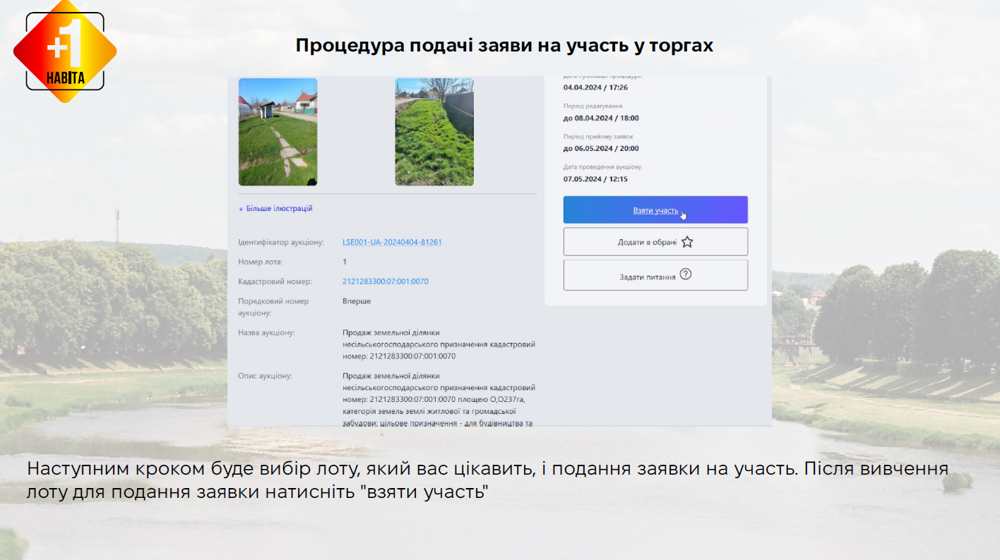 +1
НАВІТА
Процедура подачі заяви на участь у торгах
Дата публікації процедури
04.04.2024 / 17:26
Період редагування
до 08.04.2024 / 18:00
Період прийому заявок
до 06.05.2024 / 20:00
Дата проведення аукціону
07.05.2024 / 12:15
Взяти участь
Додати в обрані
Задати питання
+ Більше ілюстрацій
Ідентифікатор аукціону: LSE001-UA-20240404-81261
Номер лота: 1
Кадастровий номер: 2121283300:07:001:0070
Порядковий номер Вперше
аукціону:
Назва аукціону: Продаж земельної ділянки
несільськогосподарського призначення кадастровий
номер: 2121283300:07:001:0070
Опис аукціону: Продаж земельної ділянки
несільськогосподарського призначення кадастровий
номер: 2121283300:07:001:0070 площею О,О237га,
категорія земель землі житлової та громадської
забудови; цільове призначення - для будівництва та
Наступним кроком буде вибір лоту, який вас цікавить, і подання заявки на участь. Після вивчення
лоту для подання заявки натисніть "взяти участь"